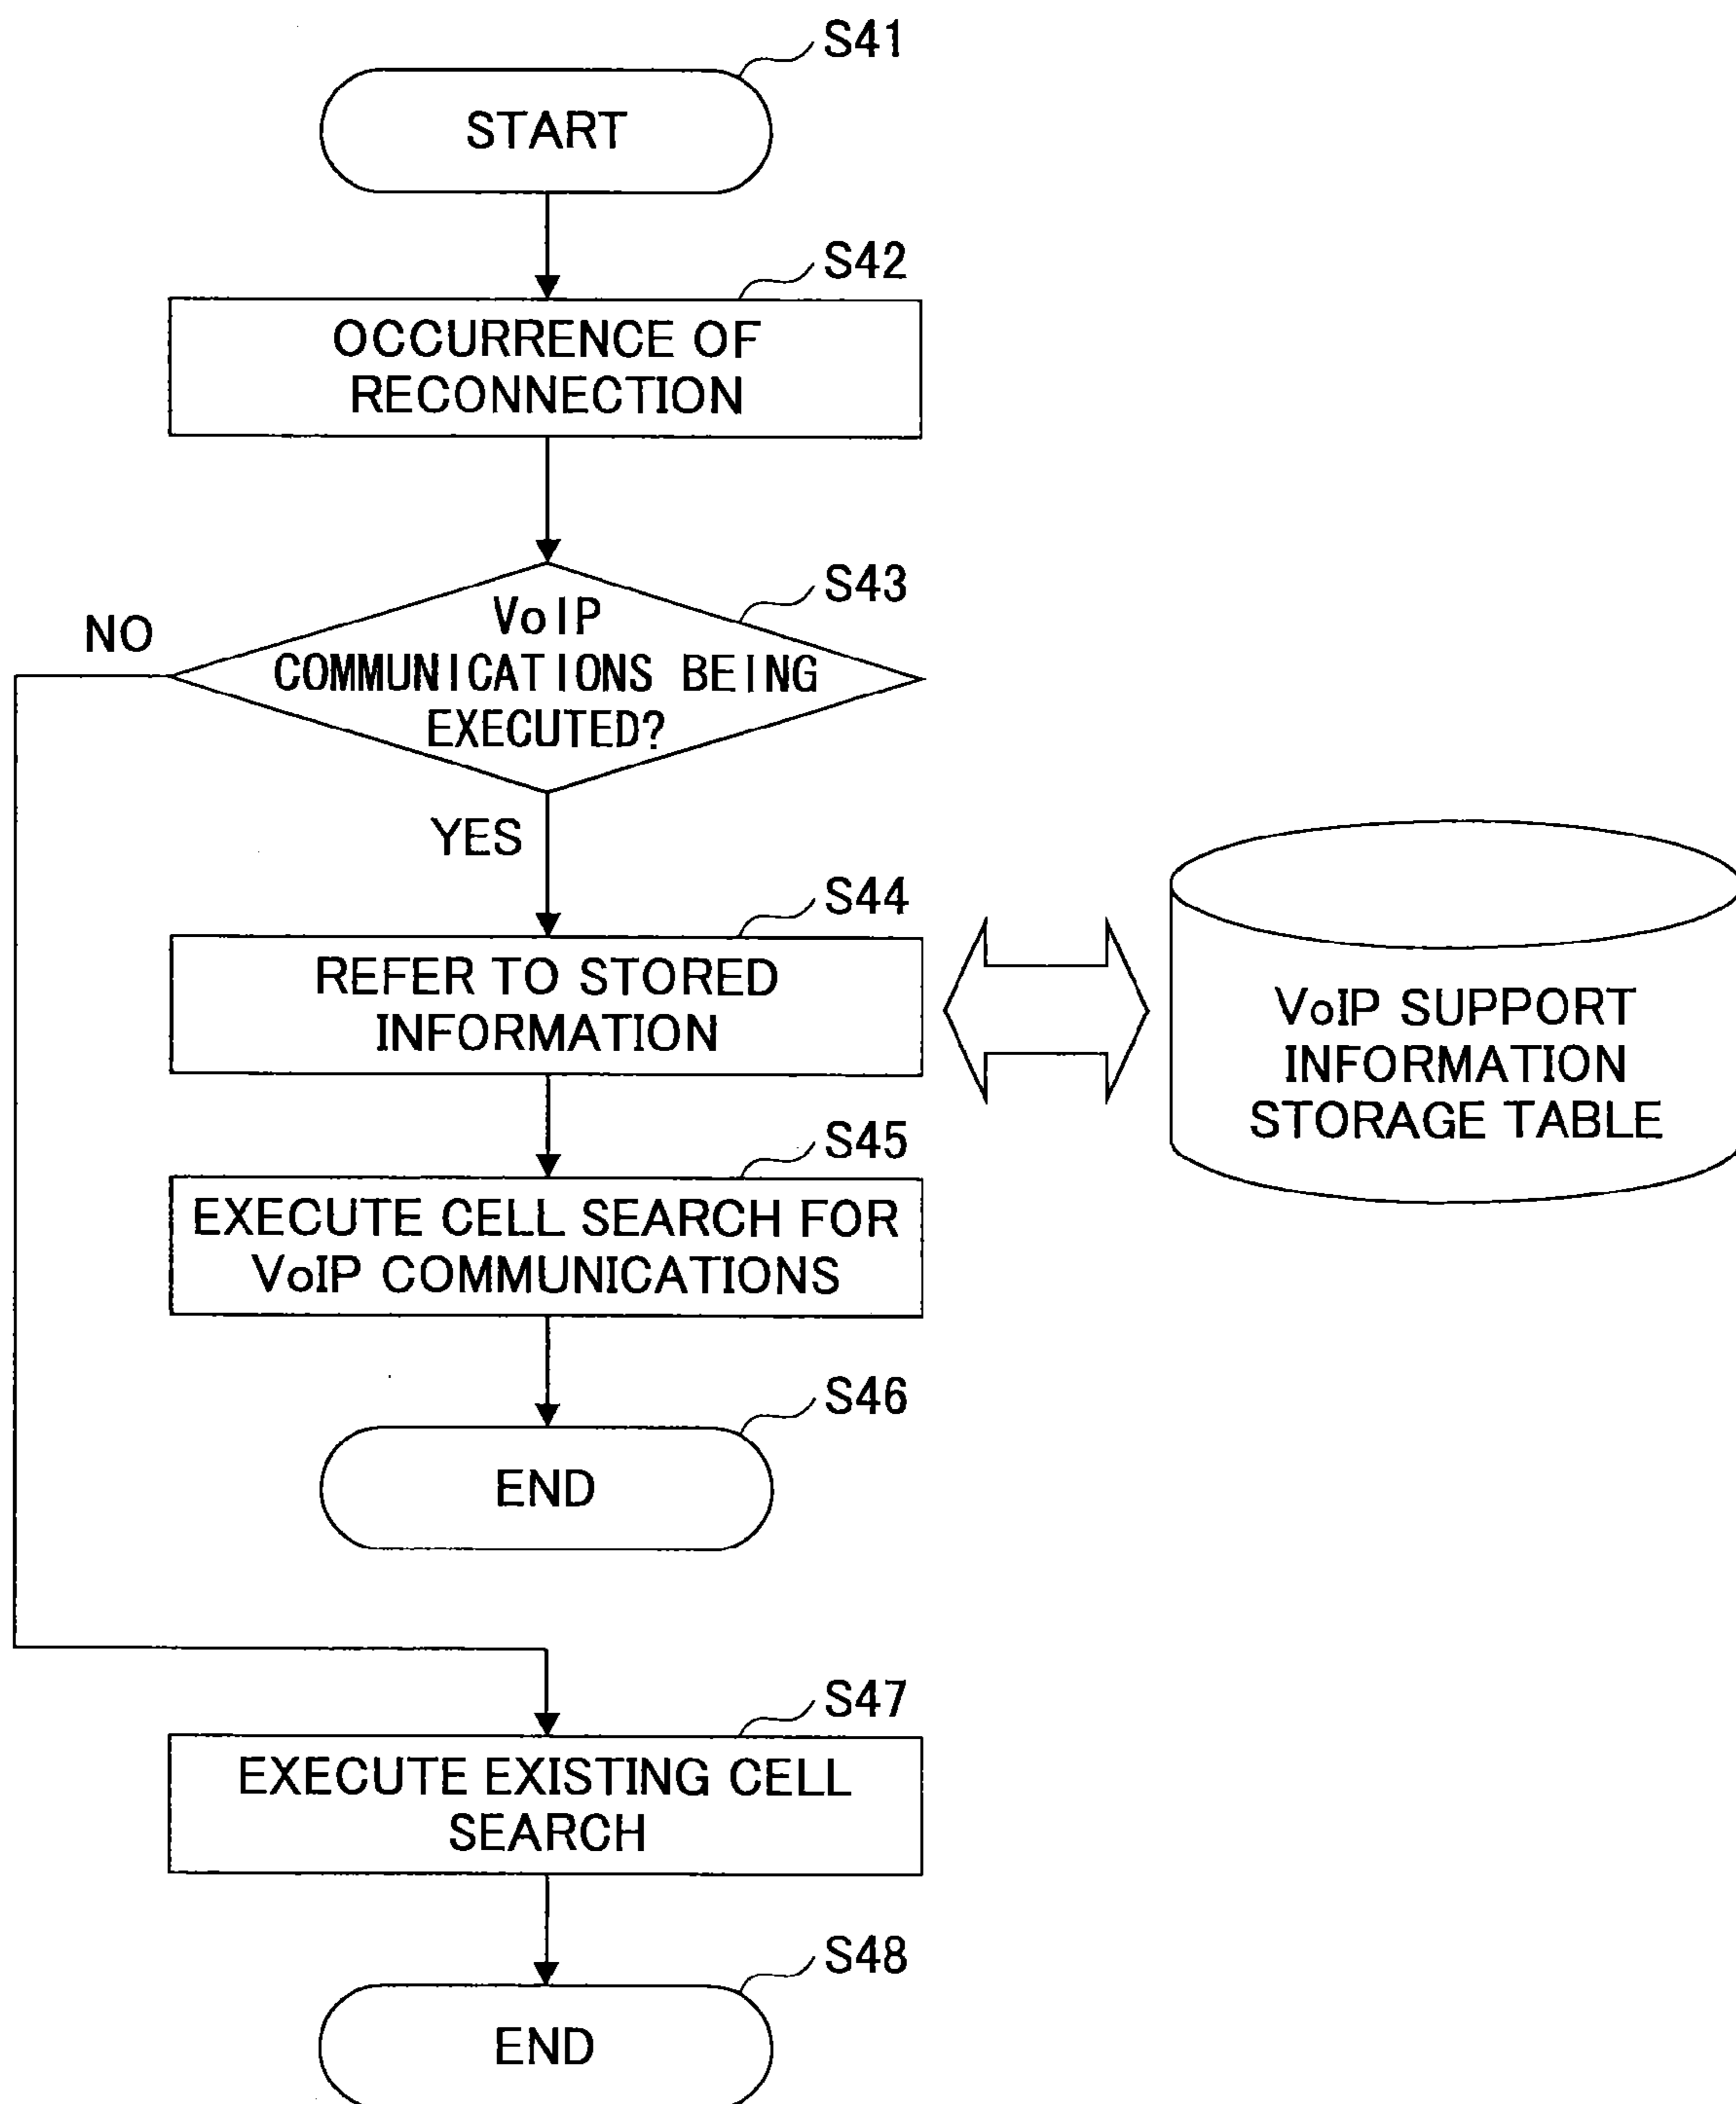 S41
START
S42
OCCURRENCE OF
RECONNECTION
S43
VoIP
COMMUNICATIONS BEING
EXECUTED?
NO
YES
S44
REFER TO STORED
INFORMATION
VoIP SUPPORT
INFORMATION
STORAGE TABLE
S45
EXECUTE CELL SEARCH FOR
VoIP COMMUNICATIONS
S46
END
S47
EXECUTE EXISTING CELL
SEARCH
S48
END